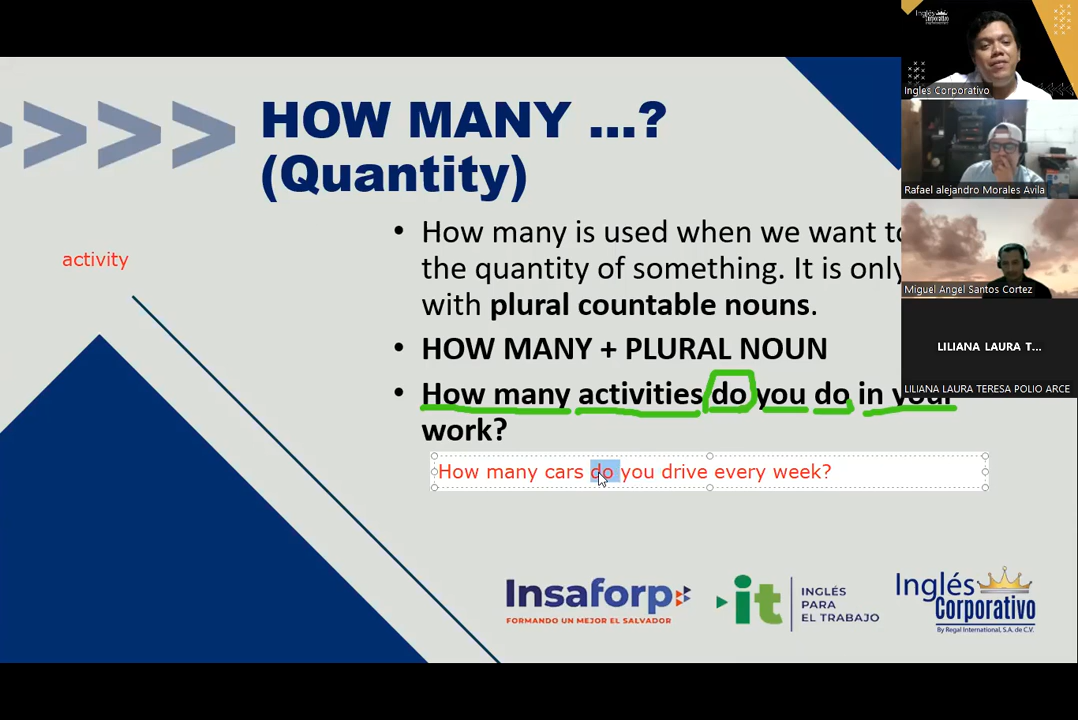 HOW MANY ...?
(Quantity)
How many is used when we want to
the quantity of something. It is only
with plural countable nouns.
HOW MANY + PLURAL NOUN
How many activities do you do in your
work?
How many cars do you drive every week?
activity
Insaforp
FORMANDO UN MEJOR EL SALVADOR
it
INGLÉS
PARA
EL TRABAJO
Inglés
Corporativo
By Regal International, S.A. de C.V.
Inglés
Corporativo
Ingles Corporativo
Rafael alejandro Morales Avila
Miguel Angel Santos Cortez
LILIANA LAURA T...
LILIANA LAURA TERESA POLIO ARCE